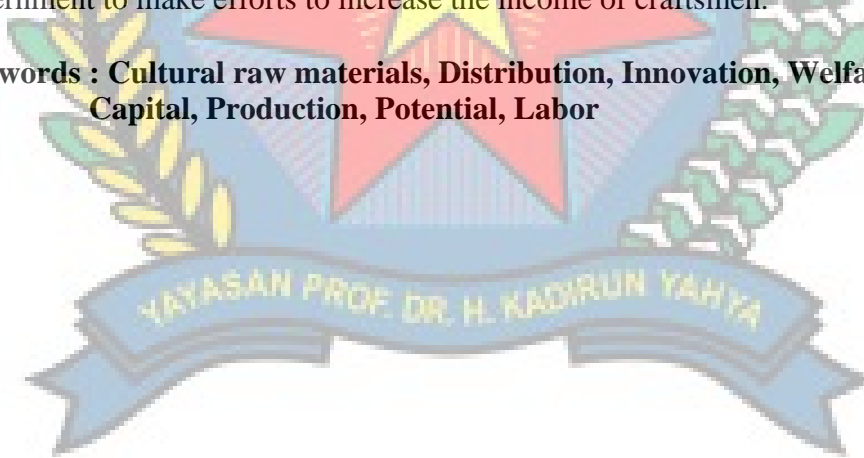 ernment to make efforts to increase the income of craftsmen.
words : Cultural raw materials, Distribution, Innovation, Welfa
Capital, Production, Potential, Labor
YAYASAN PROF. DR. H. KADIRUN YAHYA